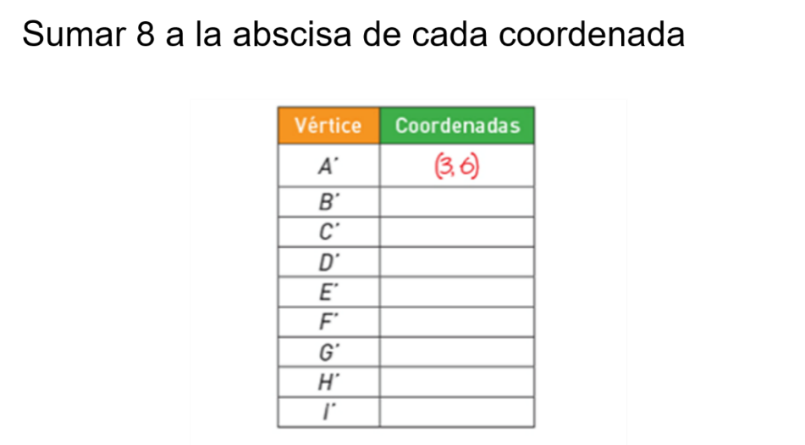 Sumar 8 a la abscisa de cada coordenada
Vértice Coordenadas
A' (3, 6)
B'
C'
D'
E'
F'
G'
H'
I'